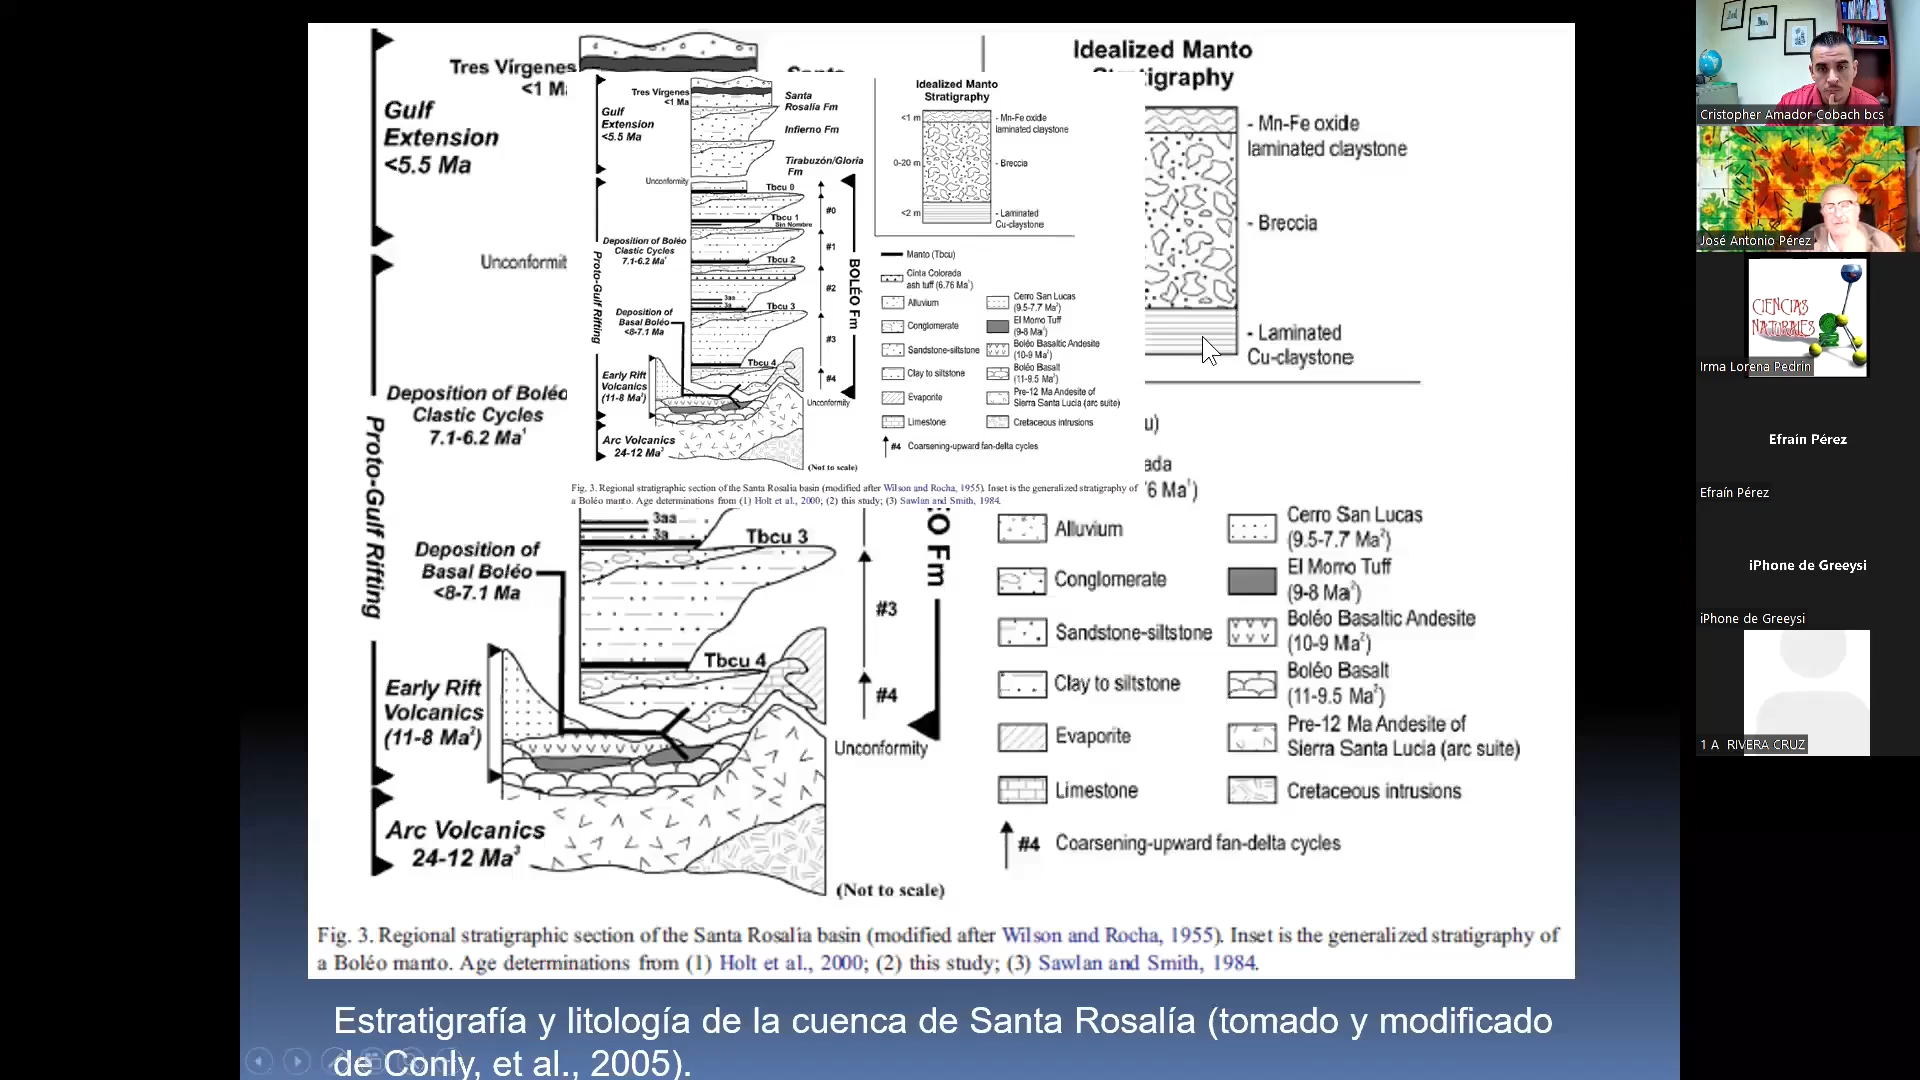 Tres Vírgenes
<1 Ma
Gulf
Extension
<5.5 Ma
Unconformit
Deposition of Boléo
Clastic Cycles
7.1-6.2 Ma¹
Proto-Gulf Rifting
Deposition of
Basal Boléo
<8-7.1 Ma
Early Rift
Volcanics
(11-8 Ma²)
Arc Volcanics
24-12 Ma³
3aa
3a
Tbcu 3
Tbcu 4
#3
#4
O Fm
Unconformity
(Not to scale)
Idealized Manto
Stratigraphy
- Mn-Fe oxide
laminated claystone
- Breccia
- Laminated
Cu-claystone
u)
ada
76 Ma¹)
Alluvium
Conglomerate
Sandstone-siltstone
Clay to siltstone
Evaporite
Limestone
Cerro San Lucas
(9.5-7.7 Ma²)
El Morro Tuff
(9-8 Ma²)
Boléo Basaltic Andesite
(10-9 Ma²)
Boléo Basalt
(11-9.5 Ma²)
Pre-12 Ma Andesite of
Sierra Santa Lucia (arc suite)
Cretaceous intrusions
#4 Coarsening-upward fan-delta cycles
Tres Vírgenes
<1 Ma
Gulf
Extension
<5.5 Ma
Santa
Rosalía Fm
Infierno Fm
Tirabuzón/Gloria
Fm
Unconformity
Tbcu 0
#0
Tbcu 1
Sin Nombre
Deposition of Boléo
Clastic Cycles
7.1-6.2 Ma¹
#1
Tbcu 2
#2
BOLÉO Fm
Proto-Gulf Rifting
3aa
3a
Tbcu 3
Deposition of
Basal Boléo
<8-7.1 Ma
#3
Tbcu 4
#4
Early Rift
Volcanics
(11-8 Ma²)
Unconformity
Arc Volcanics
24-12 Ma³
(Not to scale)
Idealized Manto
Stratigraphy
<1 m
- Mn-Fe oxide
laminated claystone
0-20 m
- Breccia
<2 m
- Laminated
Cu-claystone
Manto (Tbcu)
Cinta Colorada
ash tuff (6.76 Ma¹)
Alluvium
Conglomerate
Sandstone-siltstone
Clay to siltstone
Evaporite
Limestone
Cerro San Lucas
(9.5-7.7 Ma²)
El Morro Tuff
(9-8 Ma²)
Boléo Basaltic Andesite
(10-9 Ma²)
Boléo Basalt
(11-9.5 Ma²)
Pre-12 Ma Andesite of
Sierra Santa Lucia (arc suite)
Cretaceous intrusions
#4 Coarsening-upward fan-delta cycles
Fig. 3. Regional stratigraphic section of the Santa Rosalía basin (modified after Wilson and Rocha, 1955). Inset is the generalized stratigraphy of
a Boléo manto. Age determinations from (1) Holt et al., 2000; (2) this study; (3) Sawlan and Smith, 1984.
Fig. 3. Regional stratigraphic section of the Santa Rosalía basin (modified after Wilson and Rocha, 1955). Inset is the generalized stratigraphy of
a Boléo manto. Age determinations from (1) Holt et al., 2000; (2) this study; (3) Sawlan and Smith, 1984.
Estratigrafía y litología de la cuenca de Santa Rosalía (tomado y modificado
de Conly, et al., 2005).
Cristopher Amador Cobach bcs
José Antonio Pérez
CIENCIAS
NATURALES
Irma Lorena Pedrin
Efraín Pérez
Efraín Pérez
iPhone de Greeysi
iPhone de Greeysi
1 A RIVERA CRUZ